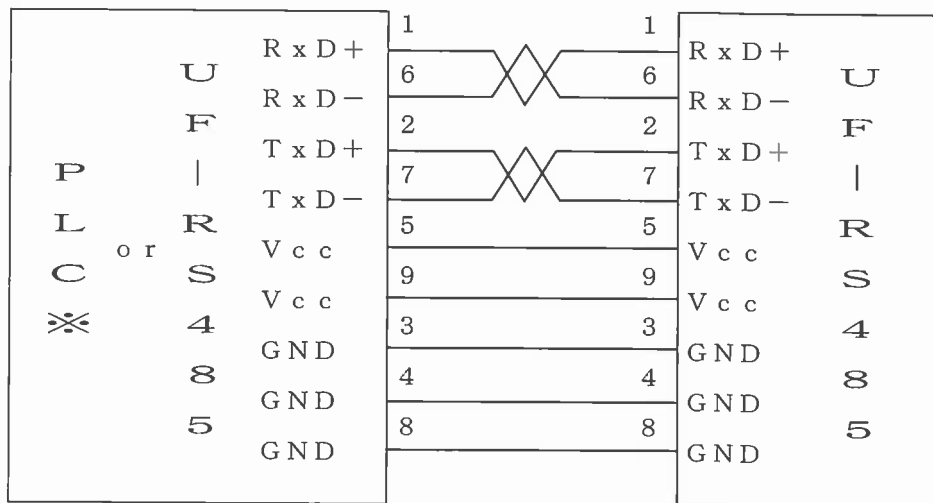 PLC※
or
UF-RS485
RxD+
RxD-
TxD+
TxD-
Vcc
Vcc
GND
GND
GND
1
6
2
7
5
9
3
4
8
1
6
2
7
5
9
3
4
8
RxD+
RxD-
TxD+
TxD-
Vcc
Vcc
GND
GND
GND
UF-RS485